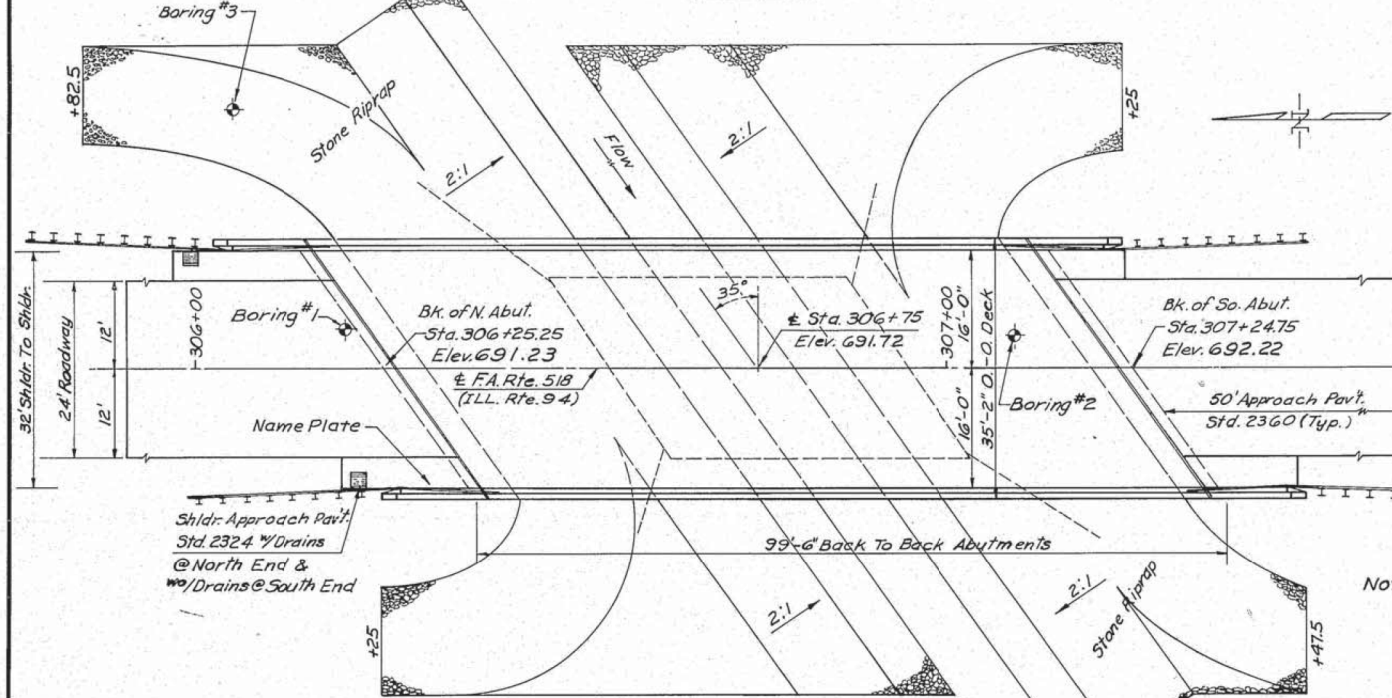 Boring #3
+82.5
Stone Riprap
2:1
Flow
2:1
+25
N
32' Shldr. To Shldr.
24' Roadway
12'
12'
306+00
Boring #1
Bk. of N. Abut.
Sta. 306+25.25
Elev. 691.23
℄ F.A. Rte. 518
(ILL. Rte. 94)
35°
℄ Sta. 306+75
Elev. 691.72
307+00
16'-0"
16'-0"
35'-2" O.-O. Deck
Boring #2
Bk. of So. Abut.
Sta. 307+24.75
Elev. 692.22
50' Approach Pav't.
Std. 2360 (Typ.)
Name Plate
Shldr. Approach Pav't.
Std. 2324 W/Drains
@ North End &
WO/Drains @ South End
99'-6" Back To Back Abutments
+25
2:1
2:1
Stone Riprap
+47.5
No